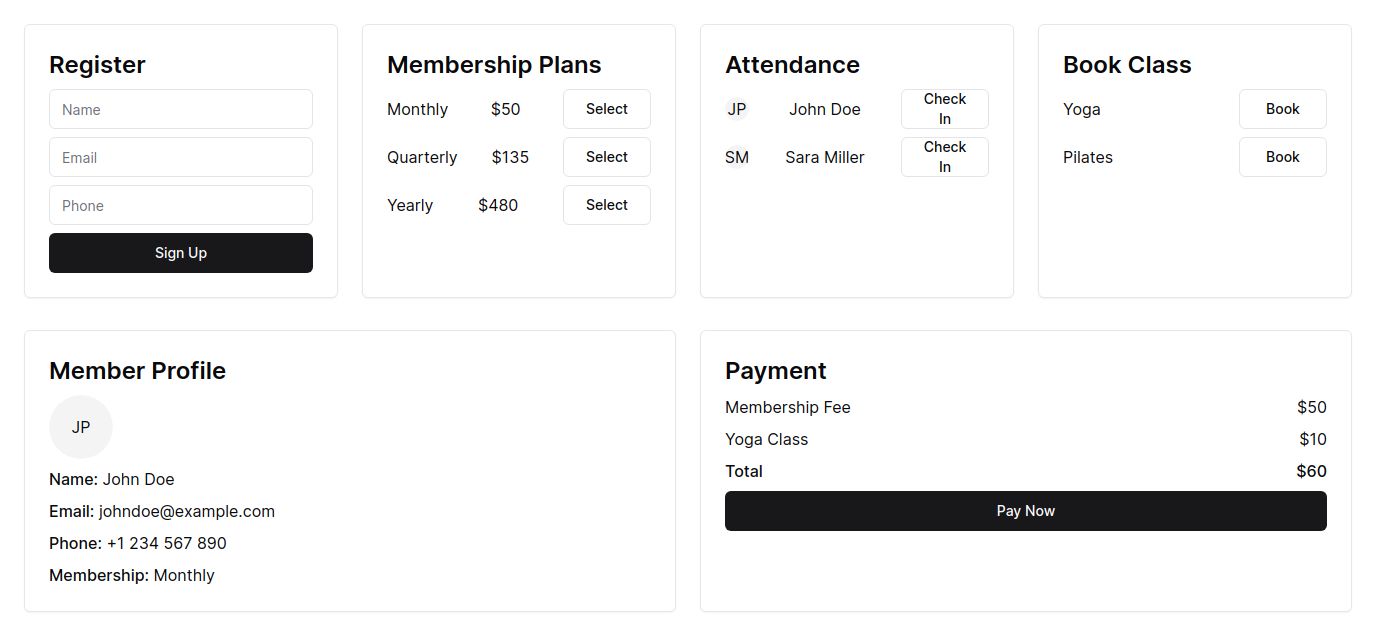 Register
Name
Email
Phone
Sign Up
Membership Plans
Monthly $50 Select
Quarterly $135 Select
Yearly $480 Select
Attendance
JP John Doe Check
In
SM Sara Miller Check
In
Book Class
Yoga Book
Pilates Book
Member Profile
JP
Name: John Doe
Email: johndoe@example.com
Phone: +1 234 567 890
Membership: Monthly
Payment
Membership Fee $50
Yoga Class $10
Total $60
Pay Now